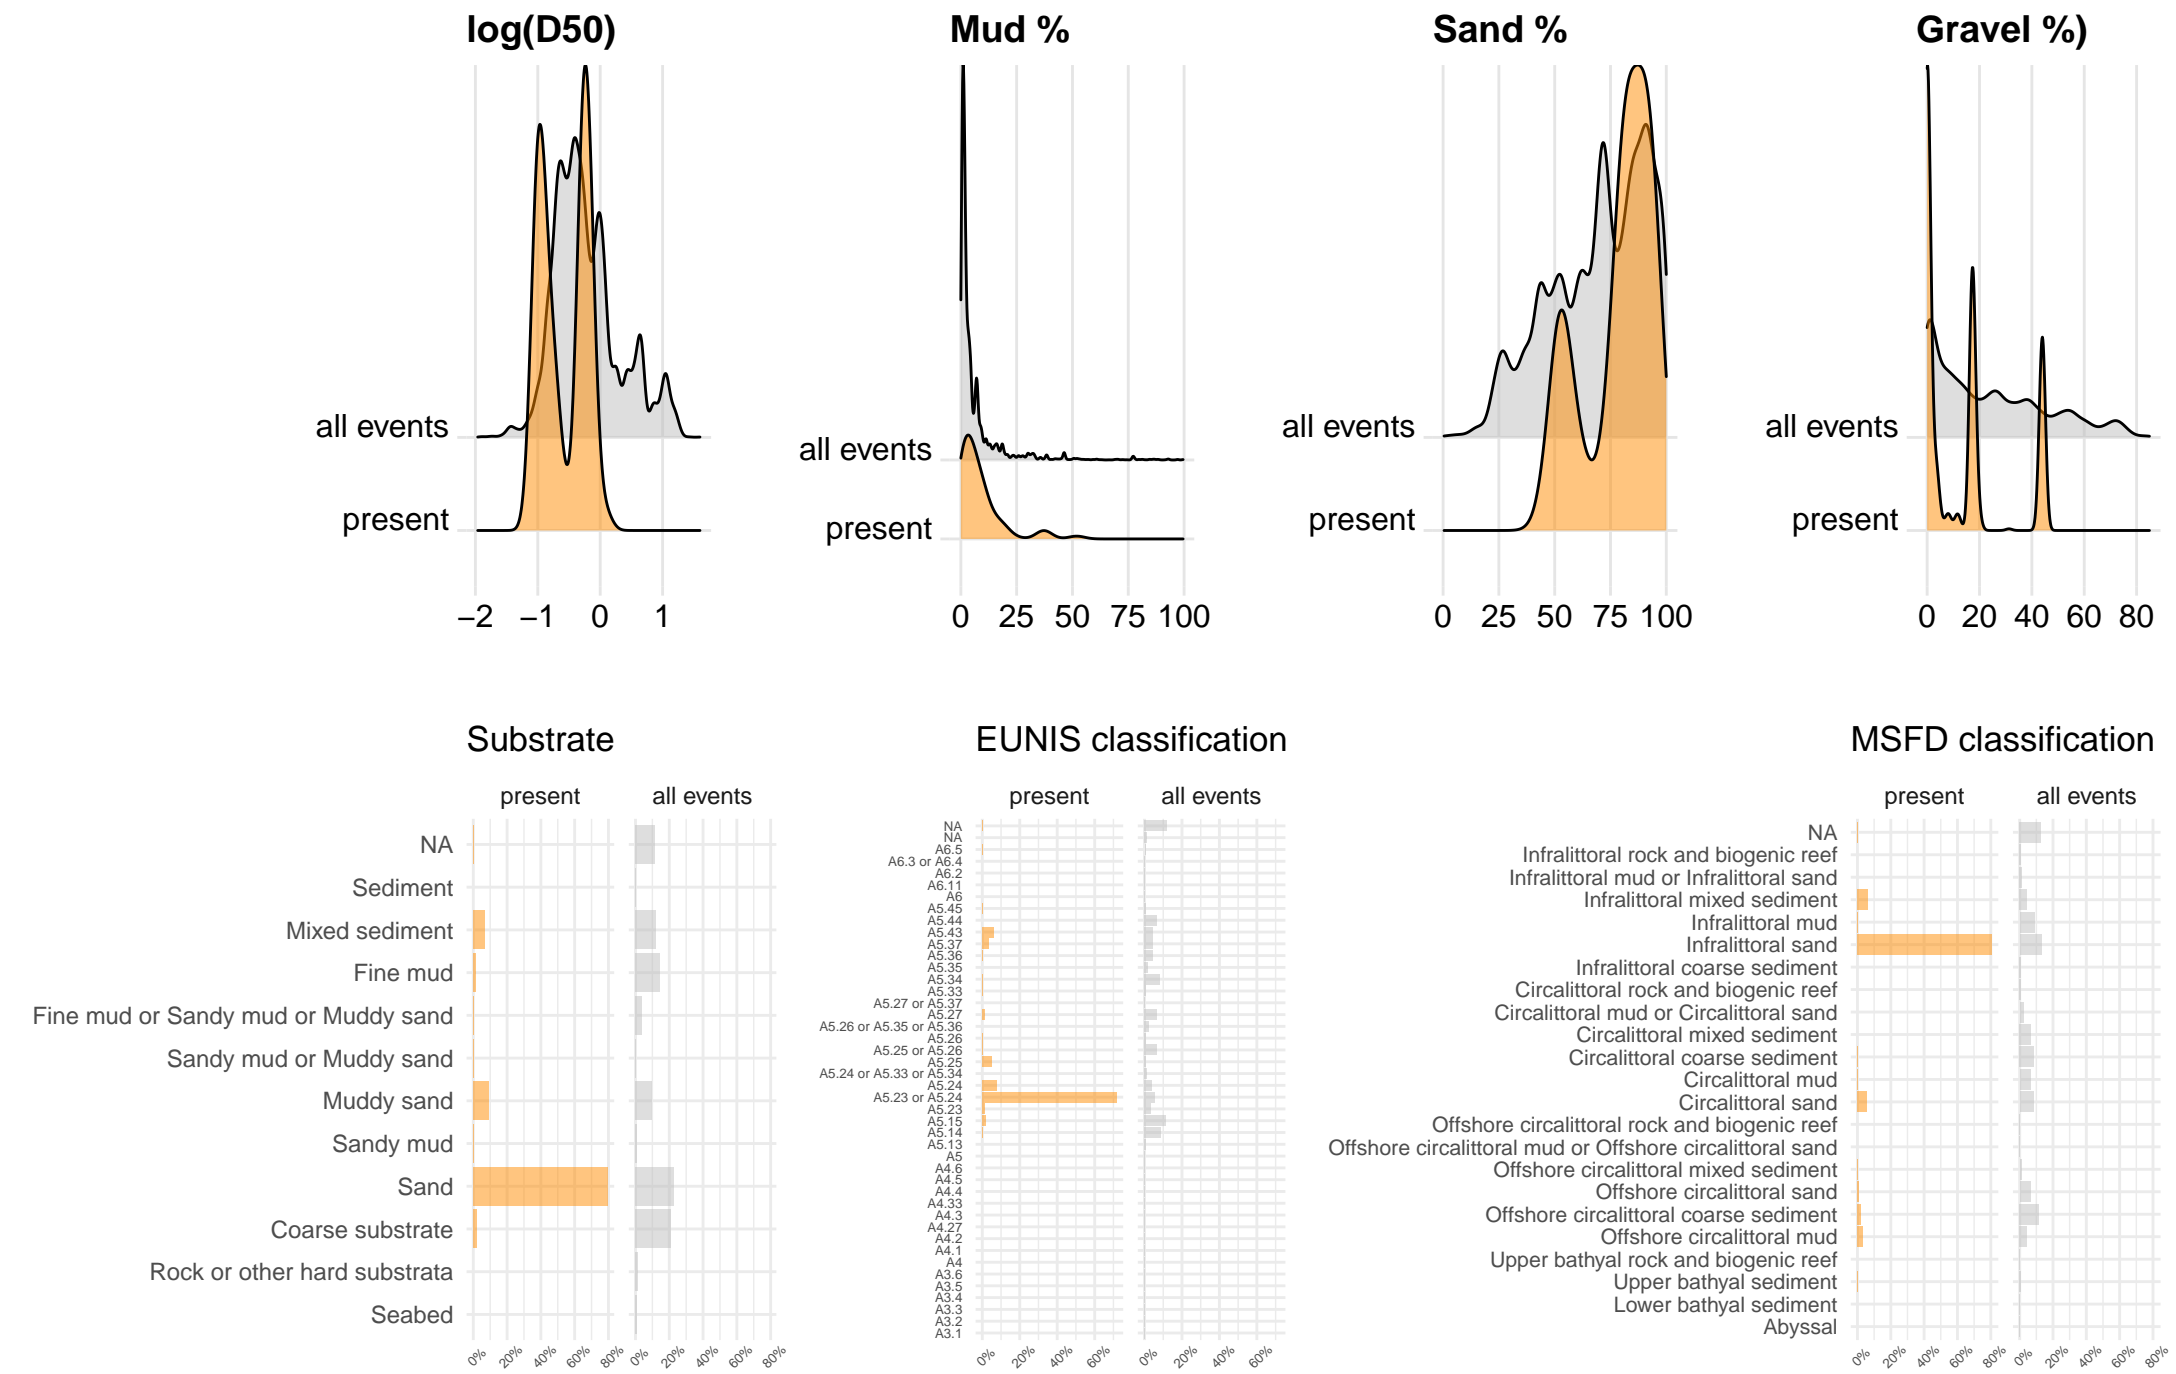 log(D50)
Mud %
Sand %
Gravel %)
all events
present
−2 −1 0 1
all events
present
0 25 50 75 100
all events
present
0 25 50 75 100
all events
present
0 20 40 60 80
Substrate
present all events
NA
Sediment
Mixed sediment
Fine mud
Fine mud or Sandy mud or Muddy sand
Sandy mud or Muddy sand
Muddy sand
Sandy mud
Sand
Coarse substrate
Rock or other hard substrata
Seabed
0% 20% 40% 60% 80% 0% 20% 40% 60% 80%
EUNIS classification
present all events
NA
NA
A6.5
A6.3 or A6.4
A6.2
A6.11
A6
A5.45
A5.44
A5.43
A5.37
A5.36
A5.35
A5.34
A5.33
A5.27 or A5.37
A5.27
A5.26 or A5.35 or A5.36
A5.26
A5.25 or A5.26
A5.25
A5.24 or A5.33 or A5.34
A5.24
A5.23 or A5.24
A5.23
A5.15
A5.14
A5.13
A5
A4.6
A4.5
A4.4
A4.33
A4.3
A4.27
A4.2
A4.1
A4
A3.6
A3.5
A3.4
A3.3
A3.2
A3.1
0% 20% 40% 60% 0% 20% 40% 60%
MSFD classification
present all events
NA
Infralittoral rock and biogenic reef
Infralittoral mud or Infralittoral sand
Infralittoral mixed sediment
Infralittoral mud
Infralittoral sand
Infralittoral coarse sediment
Circalittoral rock and biogenic reef
Circalittoral mud or Circalittoral sand
Circalittoral mixed sediment
Circalittoral coarse sediment
Circalittoral mud
Circalittoral sand
Offshore circalittoral rock and biogenic reef
Offshore circalittoral mud or Offshore circalittoral sand
Offshore circalittoral mixed sediment
Offshore circalittoral sand
Offshore circalittoral coarse sediment
Offshore circalittoral mud
Upper bathyal rock and biogenic reef
Upper bathyal sediment
Lower bathyal sediment
Abyssal
0% 20% 40% 60% 80% 0% 20% 40% 60% 80%